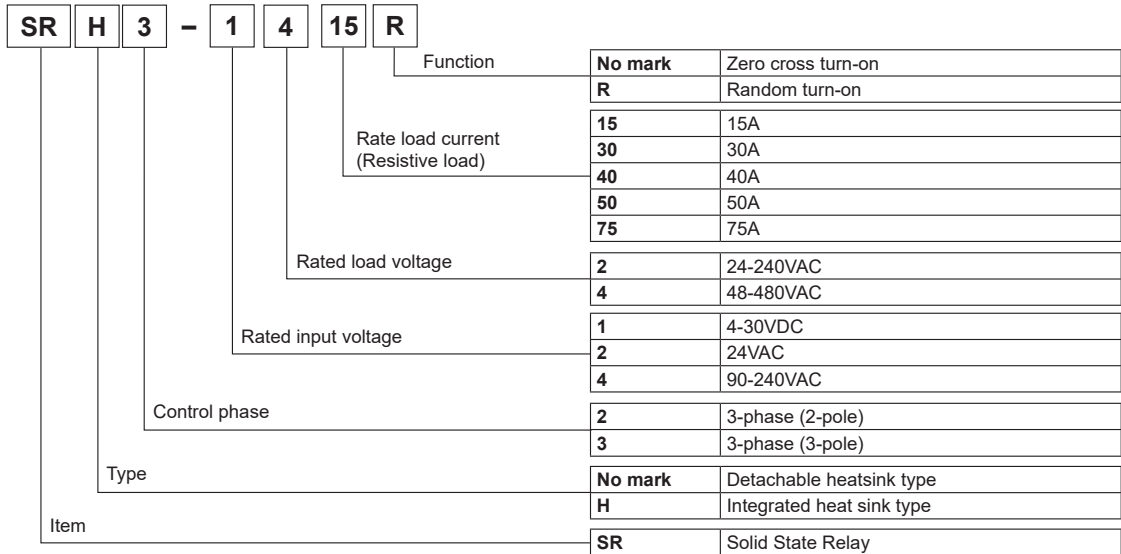 SR H 3 – 1 4 15 R
Function
No mark Zero cross turn-on
R Random turn-on
Rate load current
(Resistive load)
15 15A
30 30A
40 40A
50 50A
75 75A
Rated load voltage
2 24-240VAC
4 48-480VAC
Rated input voltage
1 4-30VDC
2 24VAC
4 90-240VAC
Control phase
2 3-phase (2-pole)
3 3-phase (3-pole)
Type
No mark Detachable heatsink type
H Integrated heat sink type
Item
SR Solid State Relay